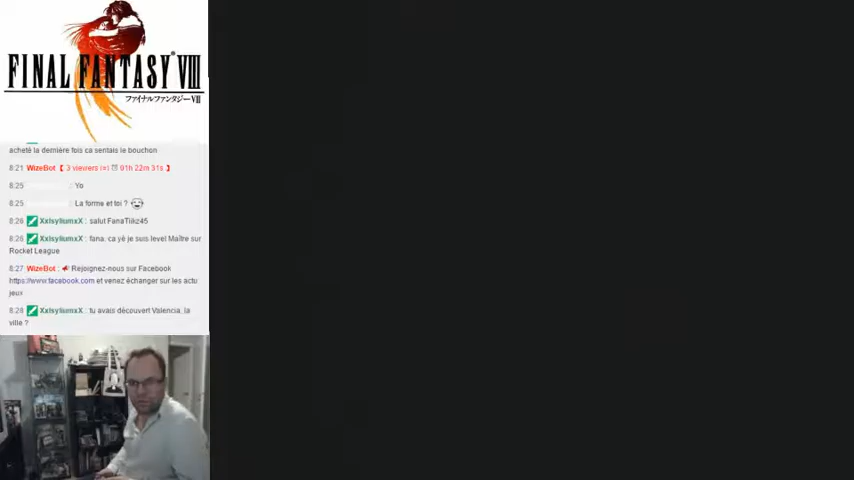 FINAL FANTASY VIII
ファイナルファンタジーVIII
acheté la dernière fois ca sentais le bouchon
8:21 WizeBot 【 3 viewers 01h 22m 31s 】
8:25 : Yo
8:25 : La forme et toi ?
8:26 XxlsyliumxX : salut FanaTiikz45
8:26 XxlsyliumxX : fana. ca yè je suis level Maître sur
Rocket League
8:27 WizeBot : Rejoignez-nous sur Facebook
https://www.facebook.com et venez échanger sur les actu
jeux
8:28 XxlsyliumxX : tu avais découvert Valencia, la
ville ?